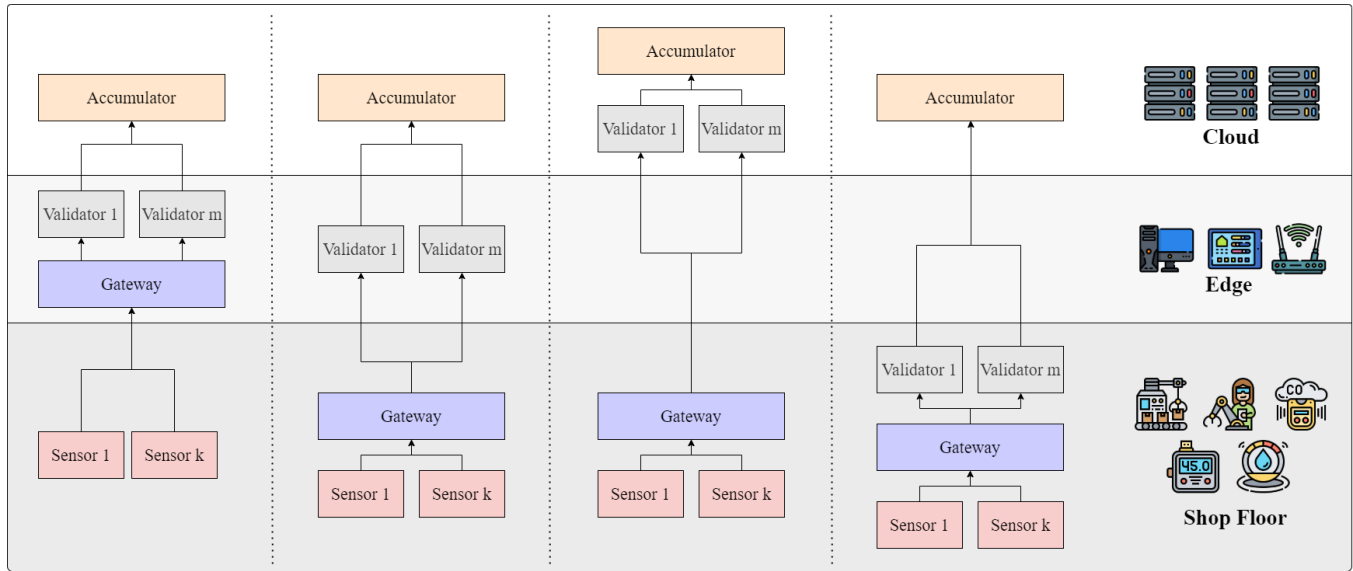 Accumulator
Validator 1
Validator m
Gateway
Sensor 1
Sensor k
Accumulator
Validator 1
Validator m
Gateway
Sensor 1
Sensor k
Accumulator
Validator 1
Validator m
Gateway
Sensor 1
Sensor k
Accumulator
Validator 1
Validator m
Gateway
Sensor 1
Sensor k
Cloud
Edge
CO
45.0
Shop Floor